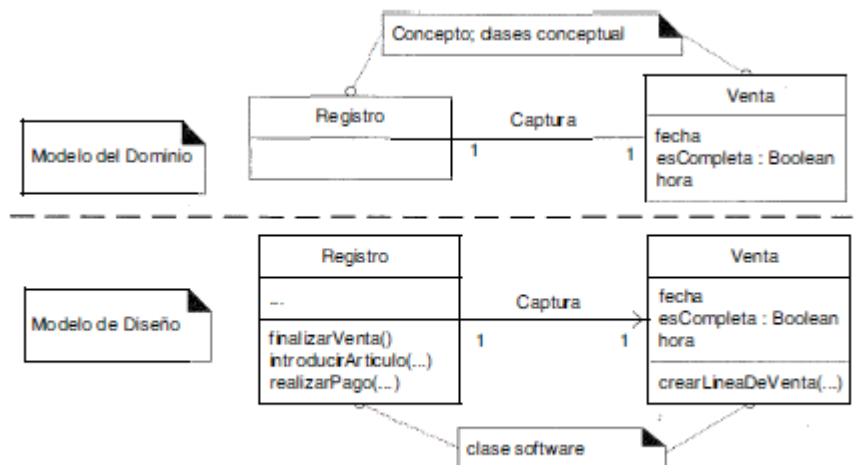 Concepto; clases conceptual
Registro
Captura
1
1
Venta
fecha
esCompleta : Boolean
hora
Modelo del Dominio
Registro
...
finalizarVenta()
introducirArticulo(...)
realizarPago(...)
Captura
1
1
Venta
fecha
esCompleta : Boolean
hora
crearLineaDeVenta(...)
Modelo de Diseño
clase software